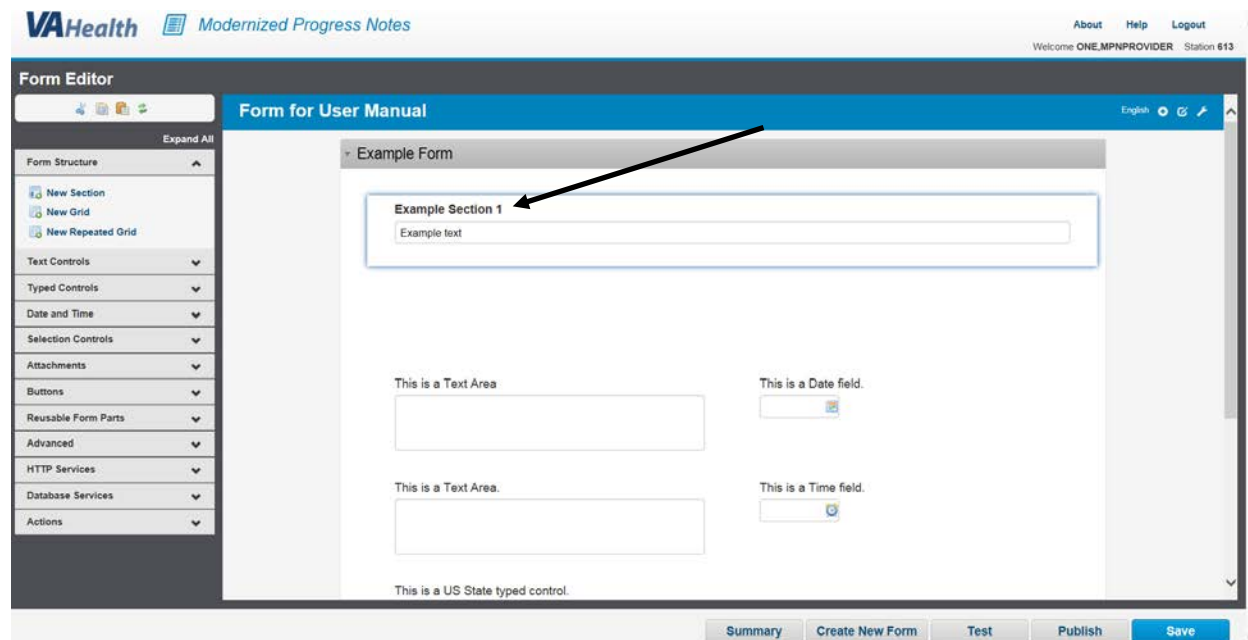 VA Health Modernized Progress Notes
About Help Logout
Welcome ONE,MPNPROVIDER Station 613
Form Editor
Expand All
Form Structure
New Section
New Grid
New Repeated Grid
Text Controls
Typed Controls
Date and Time
Selection Controls
Attachments
Buttons
Reusable Form Parts
Advanced
HTTP Services
Database Services
Actions
Form for User Manual
English
Example Form
Example Section 1
Example text
This is a Text Area
This is a Date field.
This is a Text Area.
This is a Time field.
This is a US State typed control.
Summary Create New Form Test Publish Save